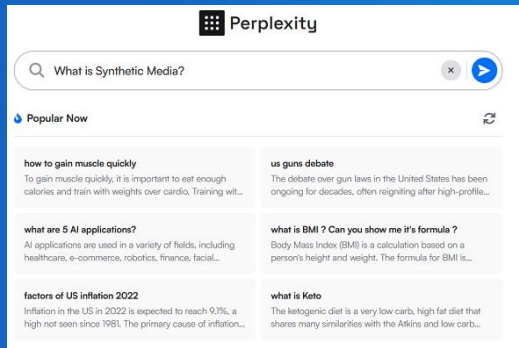 Perplexity
What is Synthetic Media?
Popular Now
how to gain muscle quickly
To gain muscle quickly, it is important to eat enough
calories and train with weights over cardio. Training wit...
us guns debate
The debate over gun laws in the United States has been
ongoing for decades, often reigniting after high-profile...
what are 5 AI applications?
AI applications are used in a variety of fields, including
healthcare, e-commerce, robotics, finance, facial...
what is BMI ? Can you show me it's formula ?
Body Mass Index (BMI) is a calculation based on a
person's height and weight. The formula for BMI is...
factors of US inflation 2022
Inflation in the US in 2022 is expected to reach 9.1%, a
high not seen since 1981. The primary cause of inflation...
what is Keto
The ketogenic diet is a very low carb, high fat diet that
shares many similarities with the Atkins and low carb...